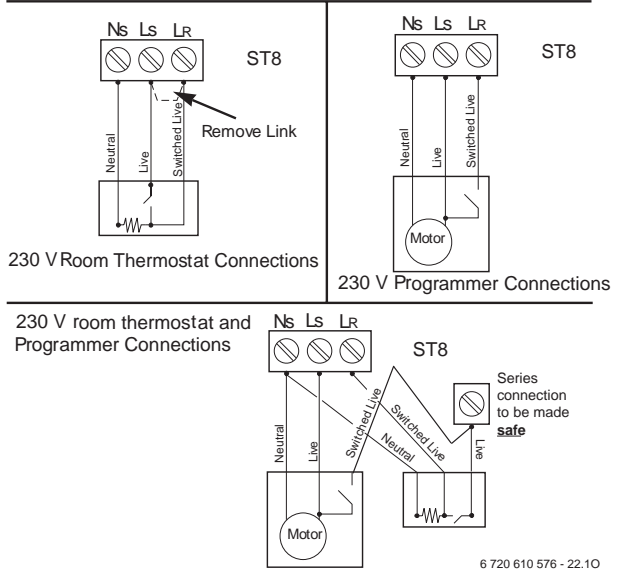 Ns Ls LR
ST8
Remove Link
Neutral
Live
Switched Live
230 V Room Thermostat Connections
Ns Ls LR
ST8
Neutral
Live
Switched Live
Motor
230 V Programmer Connections
230 V room thermostat and
Programmer Connections
Ns Ls LR
ST8
Series
connection
to be made
safe
Neutral
Live
Switched Live
Switched Live
Neutral
Live
Motor
6 720 610 576 - 22.1O